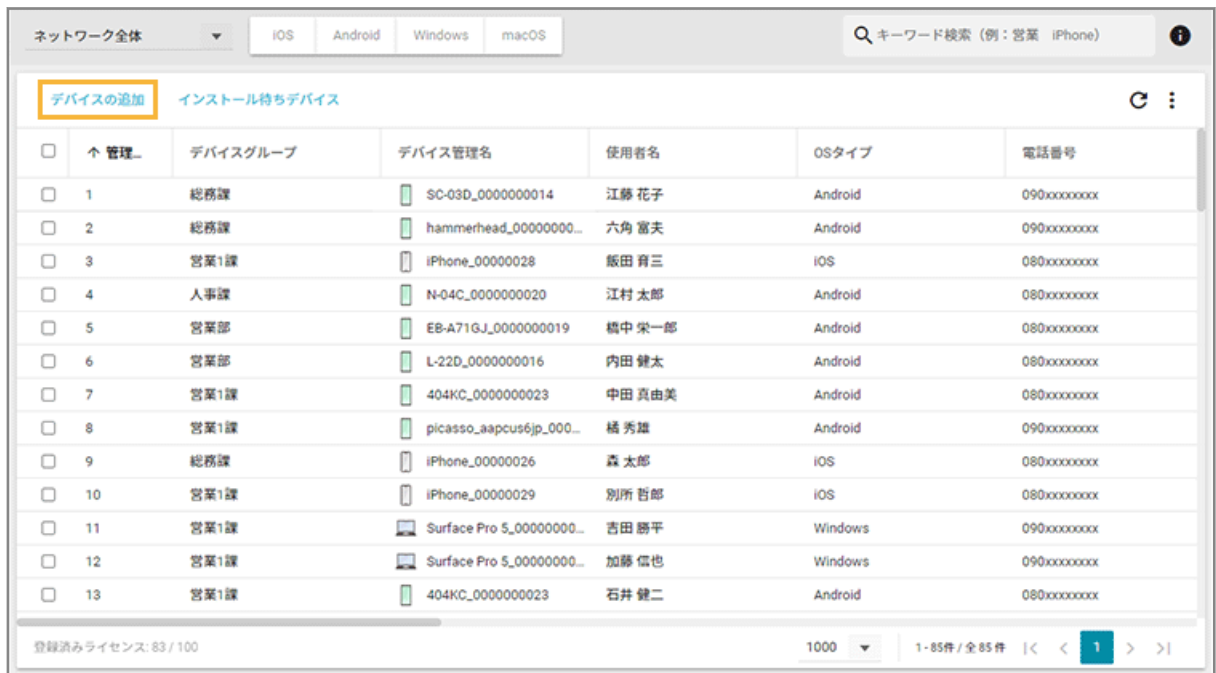 ネットワーク全体 iOS Android Windows macOS キーワード検索（例：営業 iPhone）
デバイスの追加 インストール待ちデバイス
管理... デバイスグループ デバイス管理名 使用者名 OSタイプ 電話番号
1 総務課 SC-03D_0000000014 江藤 花子 Android 090xxxxxxxx
2 総務課 hammerhead_00000000... 六角 富夫 Android 090xxxxxxxx
3 営業1課 iPhone_00000028 飯田 育三 iOS 080xxxxxxxx
4 人事課 N-04C_0000000020 江村 太郎 Android 080xxxxxxxx
5 営業部 EB-A71GJ_0000000019 橋中 栄一郎 Android 080xxxxxxxx
6 営業部 L-22D_0000000016 内田 健太 Android 080xxxxxxxx
7 営業1課 404KC_0000000023 中田 真由美 Android 080xxxxxxxx
8 営業1課 picasso_aapcus6jp_000... 橘 秀雄 Android 090xxxxxxxx
9 総務課 iPhone_00000026 森 太郎 iOS 080xxxxxxxx
10 営業1課 iPhone_00000029 別所 哲郎 iOS 080xxxxxxxx
11 営業1課 Surface Pro 5_00000000... 吉田 勝平 Windows 090xxxxxxxx
12 営業1課 Surface Pro 5_00000000... 加藤 信也 Windows 090xxxxxxxx
13 営業1課 404KC_0000000023 石井 健二 Android 080xxxxxxxx
登録済みライセンス: 83 / 100 1000 1 - 85件 / 全 85 件 1